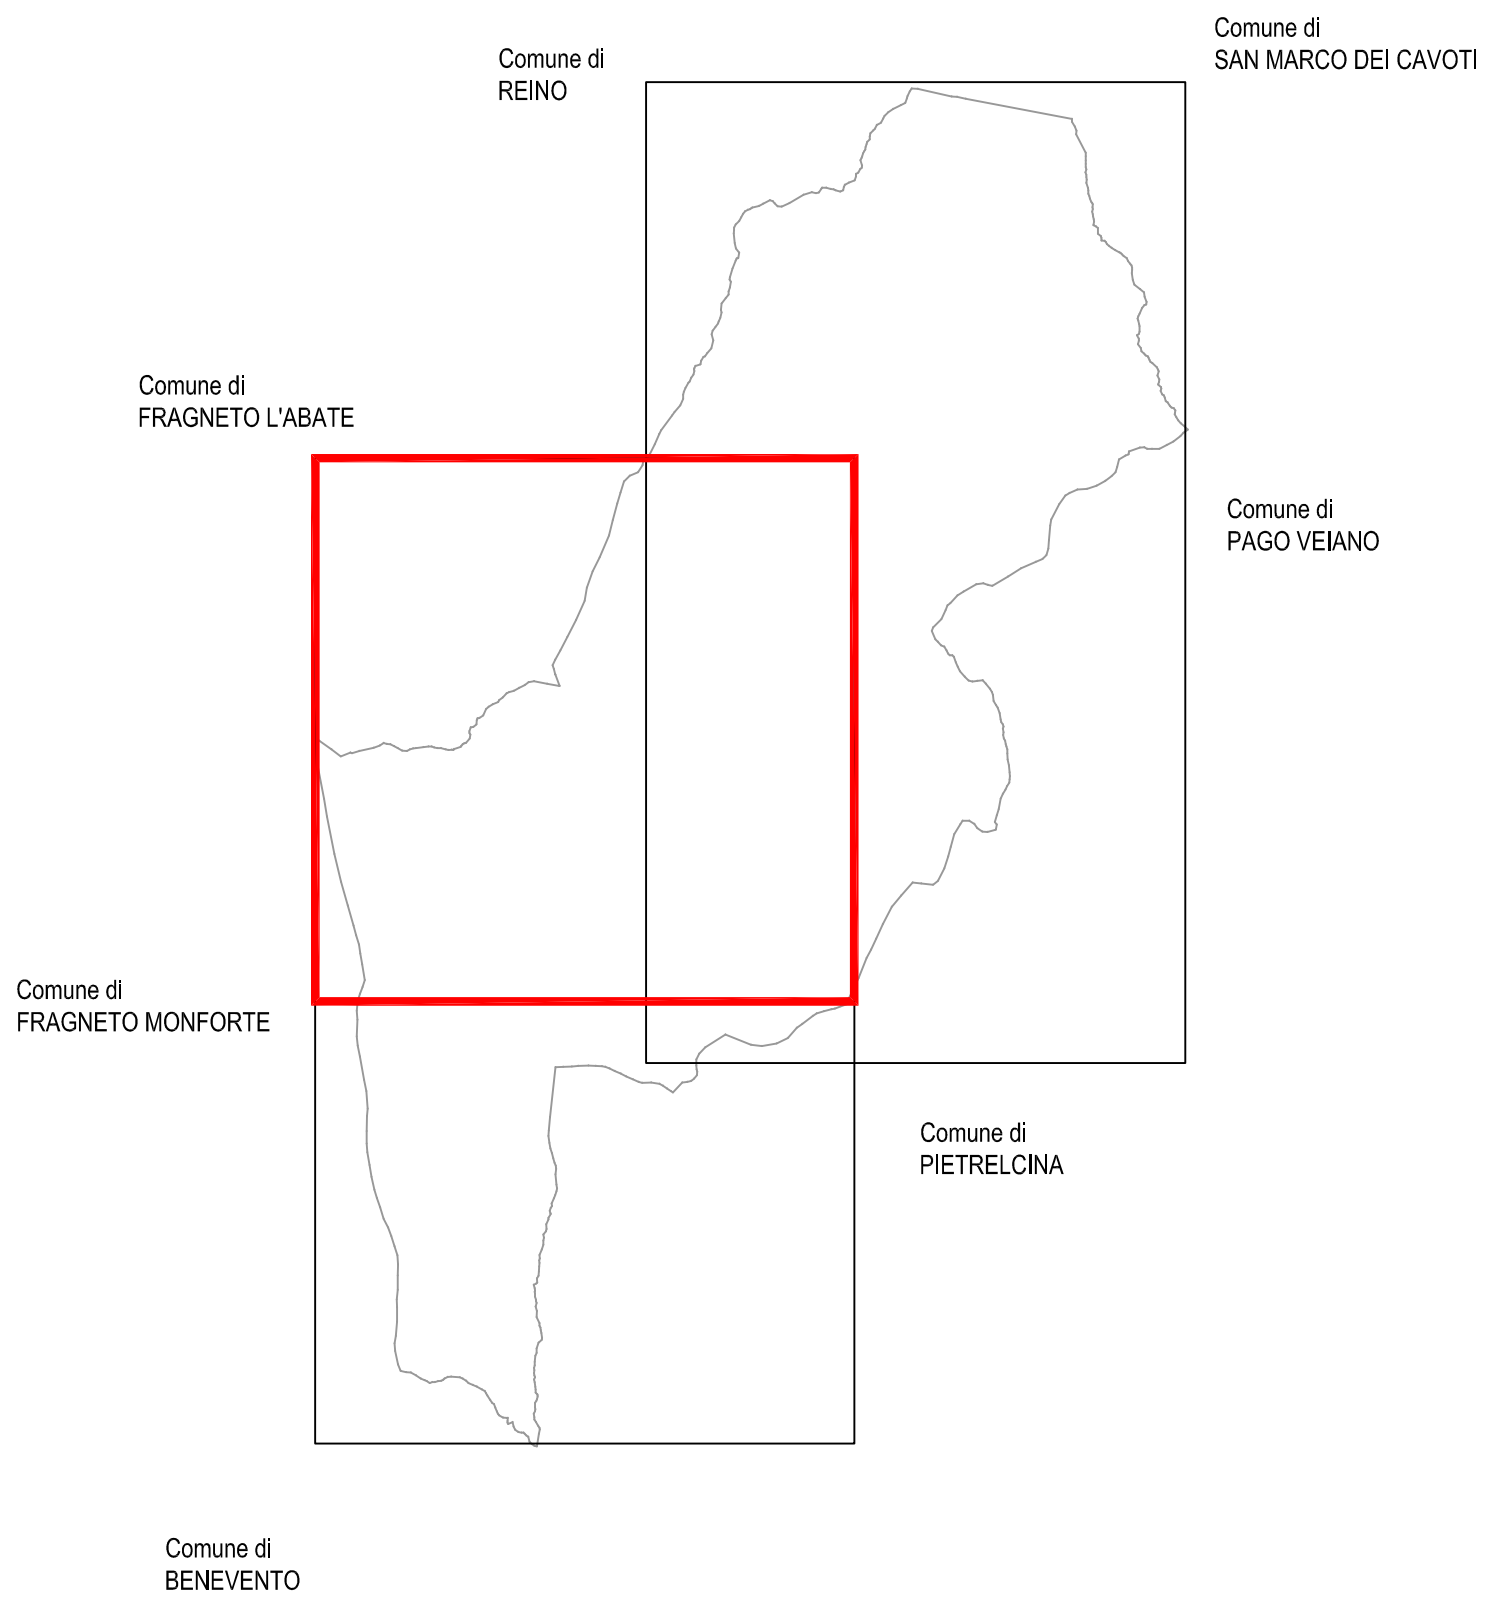 Comune di
SAN MARCO DEI CAVOTI
Comune di
REINO
Comune di
FRAGNETO L'ABATE
Comune di
PAGO VEIANO
Comune di
FRAGNETO MONFORTE
Comune di
PIETRELCINA
Comune di
BENEVENTO